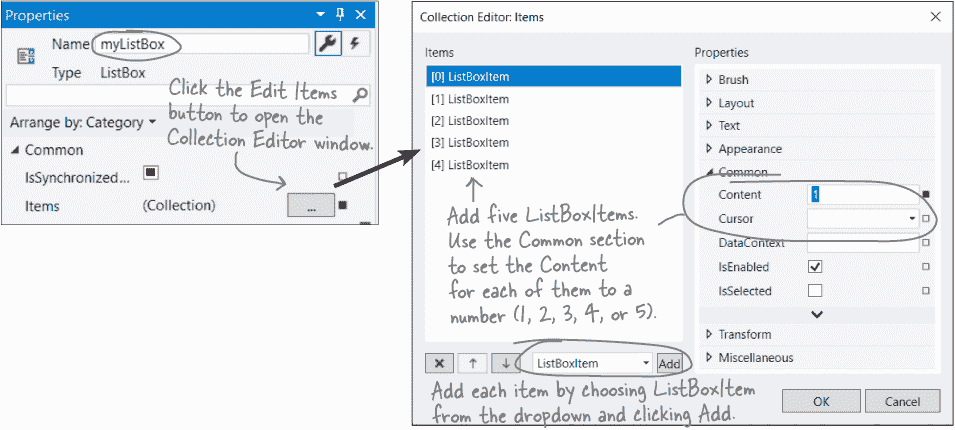 Properties
Name myListBox
Type ListBox
Click the Edit Items
button to open the
Collection Editor window.
Arrange by: Category
Common
IsSynchronized...
Items (Collection) ...
Collection Editor: Items
Items
[0] ListBoxItem
[1] ListBoxItem
[2] ListBoxItem
[3] ListBoxItem
[4] ListBoxItem
Add five ListBoxItems.
Use the Common section
to set the Content
for each of them to a
number (1, 2, 3, 4, or 5).
ListBoxItem Add
Add each item by choosing ListBoxItem
from the dropdown and clicking Add.
Properties
Brush
Layout
Text
Appearance
Common
Content 1
Cursor
DataContext
IsEnabled
IsSelected
Transform
Miscellaneous
OK Cancel